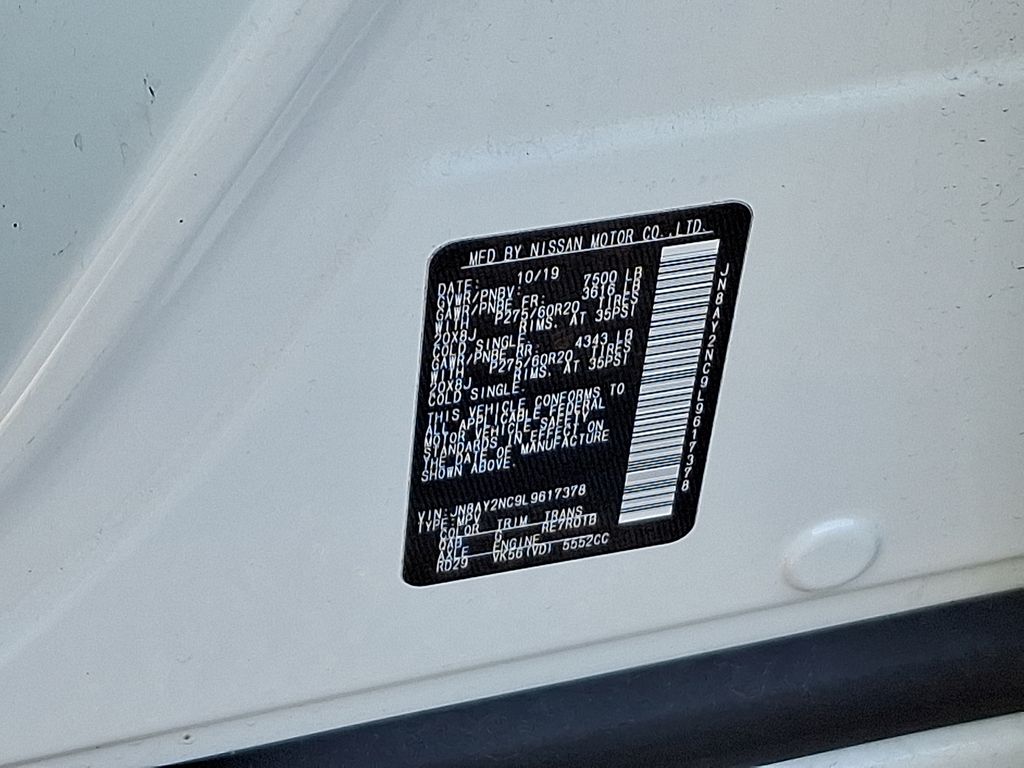 MFD BY NISSAN MOTOR CO.,LTD.
DATE: 10/19
GVWR/PNBV: 7500 LB
GAWR/PNBE FR: 3616 LB
WITH P275/60R20 TIRES
20X8J RIMS. AT 35PSI
COLD SINGLE.
GAWR/PNBE RR: 4343 LB
WITH P275/60R20 TIRES
20X8J RIMS. AT 35PSI
COLD SINGLE.
THIS VEHICLE CONFORMS TO
ALL APPLICABLE FEDERAL
MOTOR VEHICLE SAFETY
STANDARDS IN EFFECT ON
THE DATE OF MANUFACTURE
SHOWN ABOVE.
VIN:JN8AY2NC9L9617378
TYPE:MPV
COLOR TRIM TRANS
QAB G RE7R01B
AXLE ENGINE
RD29 VK56(VD) 5552CC
JN8AY2NC9L9617378